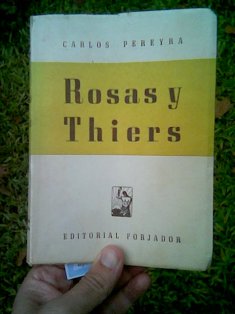 CARLOS PEREYRA
Rosas y
Thiers
EDITORIAL FORJADOR